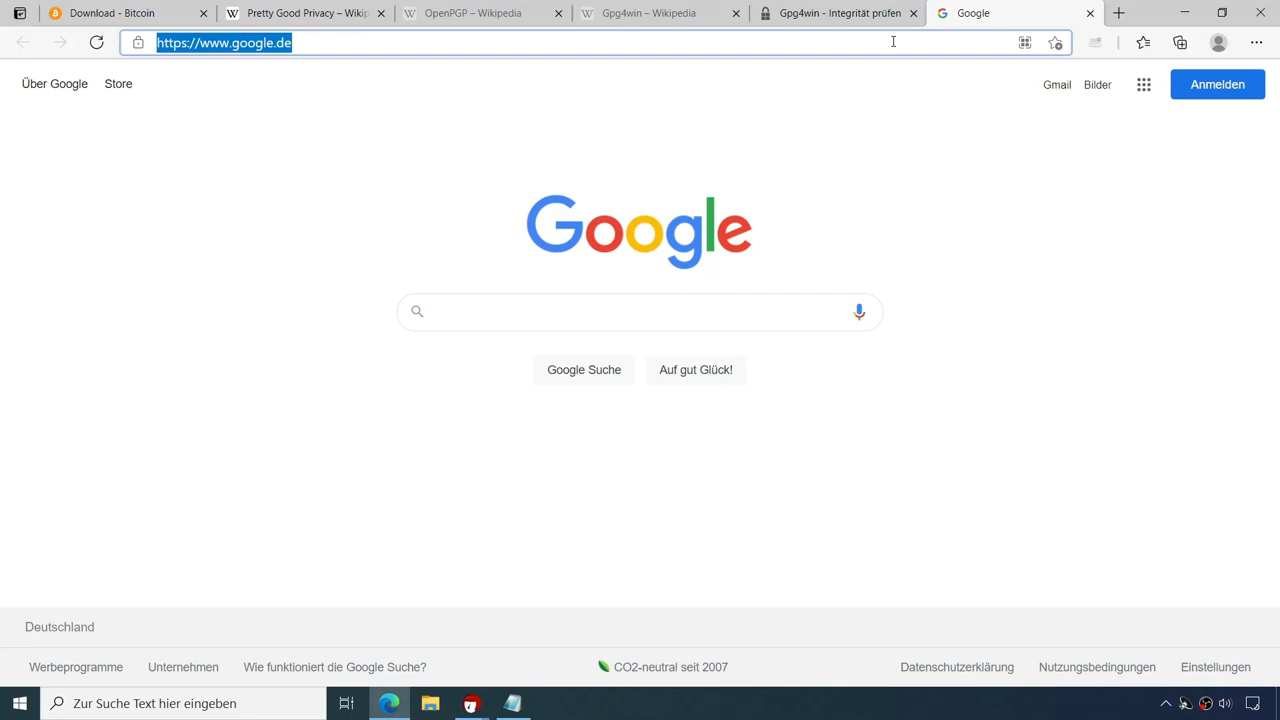 Download - Bitcoin
Pretty Good Privacy – Wikip
OpenPGP – Wikipedia
Gpg4win – Wikipedia
Gpg4win - Integrität prüfen
Google
https://www.google.de
Über Google
Store
Gmail
Bilder
Anmelden
Google
Google Suche
Auf gut Glück!
Deutschland
Werbeprogramme
Unternehmen
Wie funktioniert die Google Suche?
CO2-neutral seit 2007
Datenschutzerklärung
Nutzungsbedingungen
Einstellungen
Zur Suche Text hier eingeben